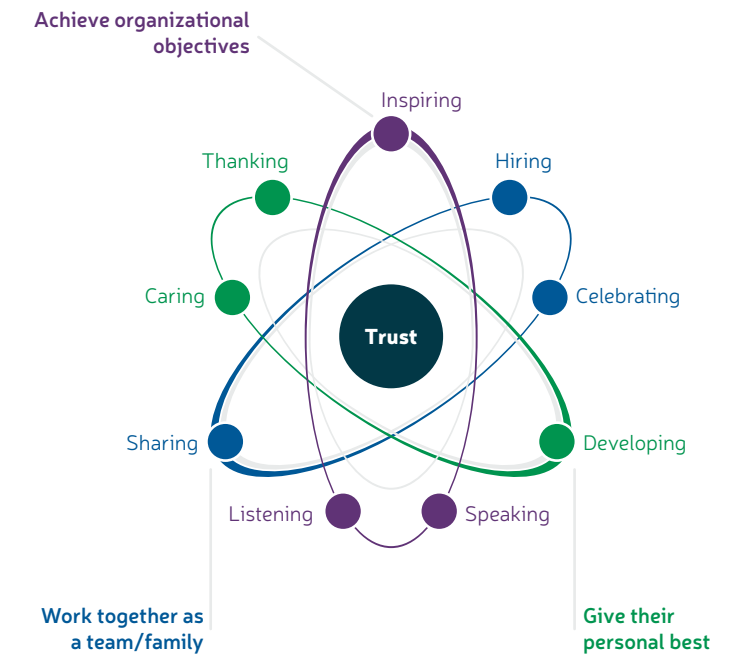 Achieve organizational
objectives
Inspiring
Thanking
Hiring
Caring
Celebrating
Trust
Sharing
Developing
Listening
Speaking
Work together as
a team/family
Give their
personal best